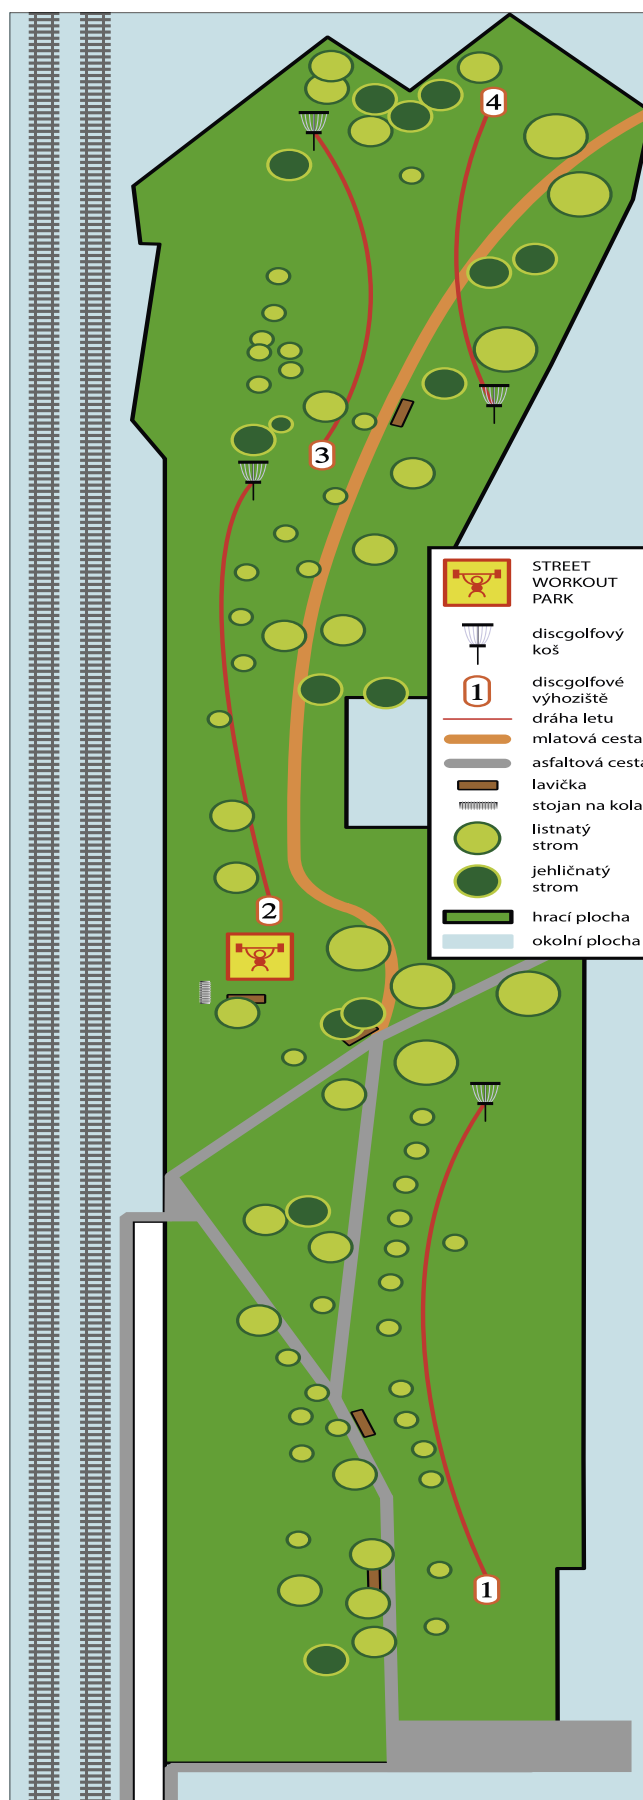 4
3
STREET
WORKOUT
PARK
discgolfový
koš
1
discgolfové
výhoziště
dráha letu
mlatová cesta
asfaltová cesta
lavička
stojan na kola
listnatý
strom
jehličnatý
strom
hrací plocha
okolní plocha
2
1